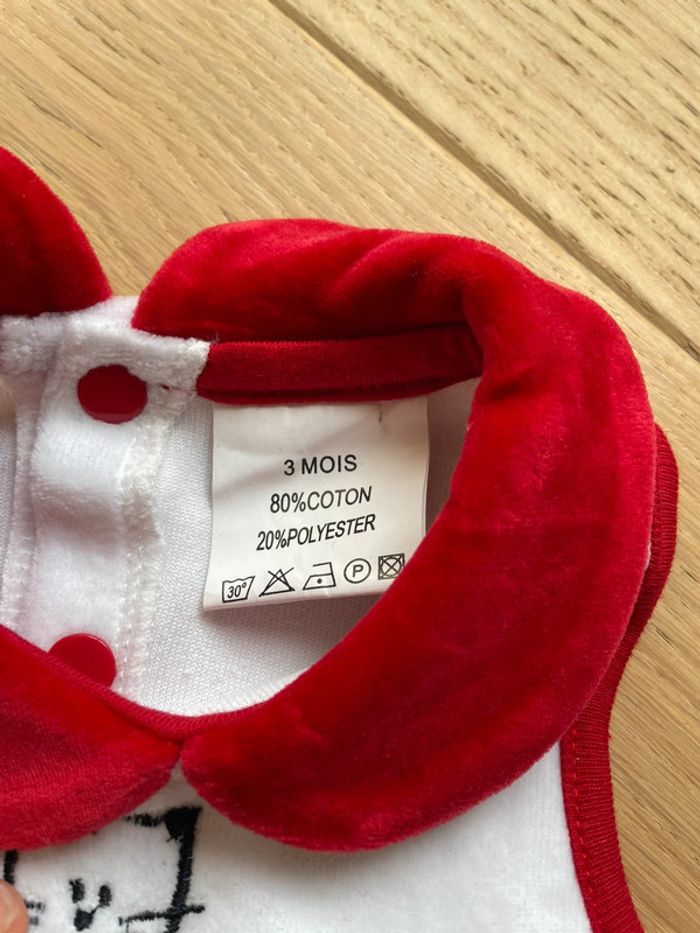 3 MOIS
80%COTON
20%POLYESTER
30°
P